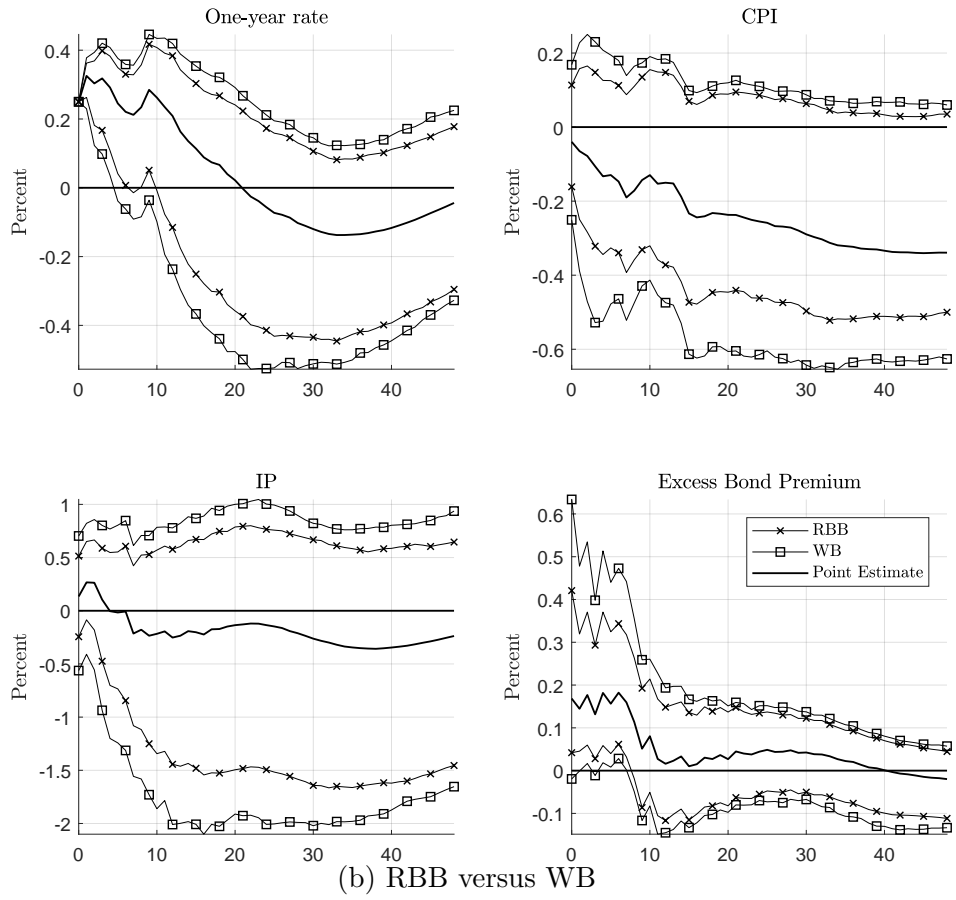 One-year rate
0.4
0.2
0
-0.2
-0.4
Percent
0 10 20 30 40
CPI
0.2
0
-0.2
-0.4
-0.6
Percent
0 10 20 30 40
IP
1
0.5
0
-0.5
-1
-1.5
-2
Percent
0 10 20 30 40
Excess Bond Premium
0.6
0.5
0.4
0.3
0.2
0.1
0
-0.1
Percent
RBB
WB
Point Estimate
0 10 20 30 40
(b) RBB versus WB